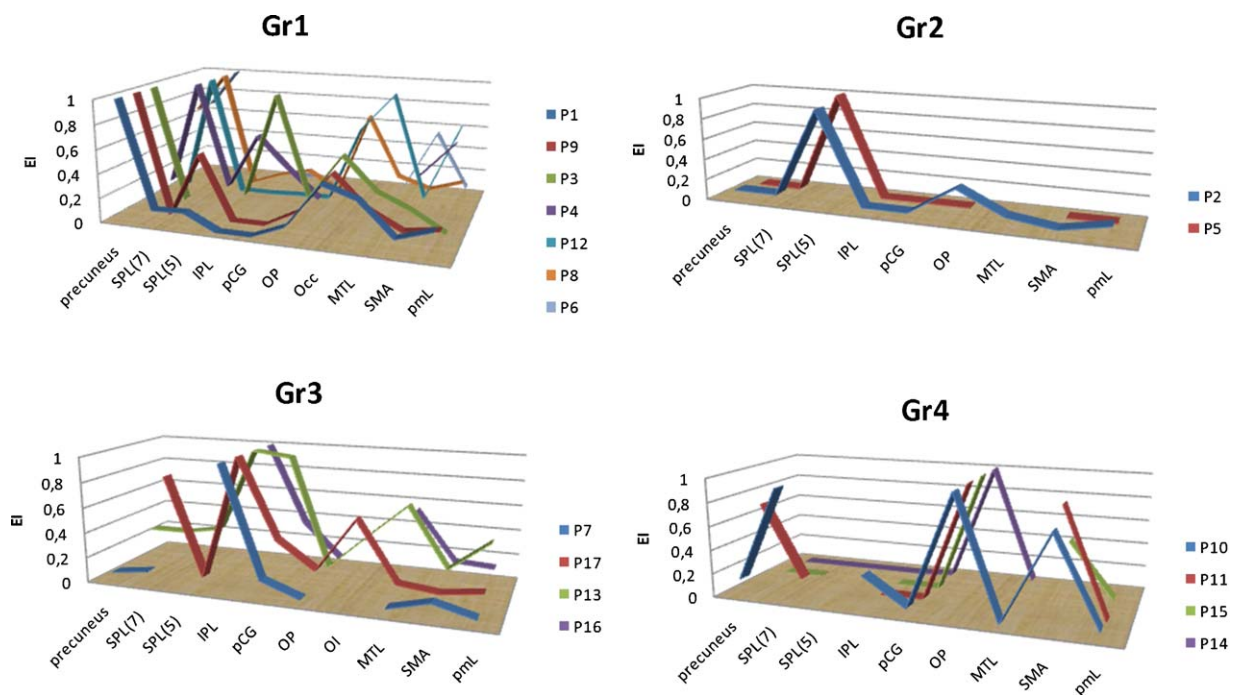 Gr1
EI
1
0,8
0,6
0,4
0,2
0
precuneus
SPL(7)
SPL(5)
IPL
pCG
OP
Occ
MTL
SMA
pmL
P1
P9
P3
P4
P12
P8
P6
Gr2
EI
1
0,8
0,6
0,4
0,2
0
precuneus
SPL(7)
SPL(5)
IPL
pCG
OP
MTL
SMA
pmL
P2
P5
Gr3
EI
1
0,8
0,6
0,4
0,2
0
precuneus
SPL(7)
SPL(5)
IPL
pCG
OP
OI
MTL
SMA
pmL
P7
P17
P13
P16
Gr4
EI
1
0,8
0,6
0,4
0,2
0
precuneus
SPL(7)
SPL(5)
IPL
pCG
OP
MTL
SMA
pmL
P10
P11
P15
P14